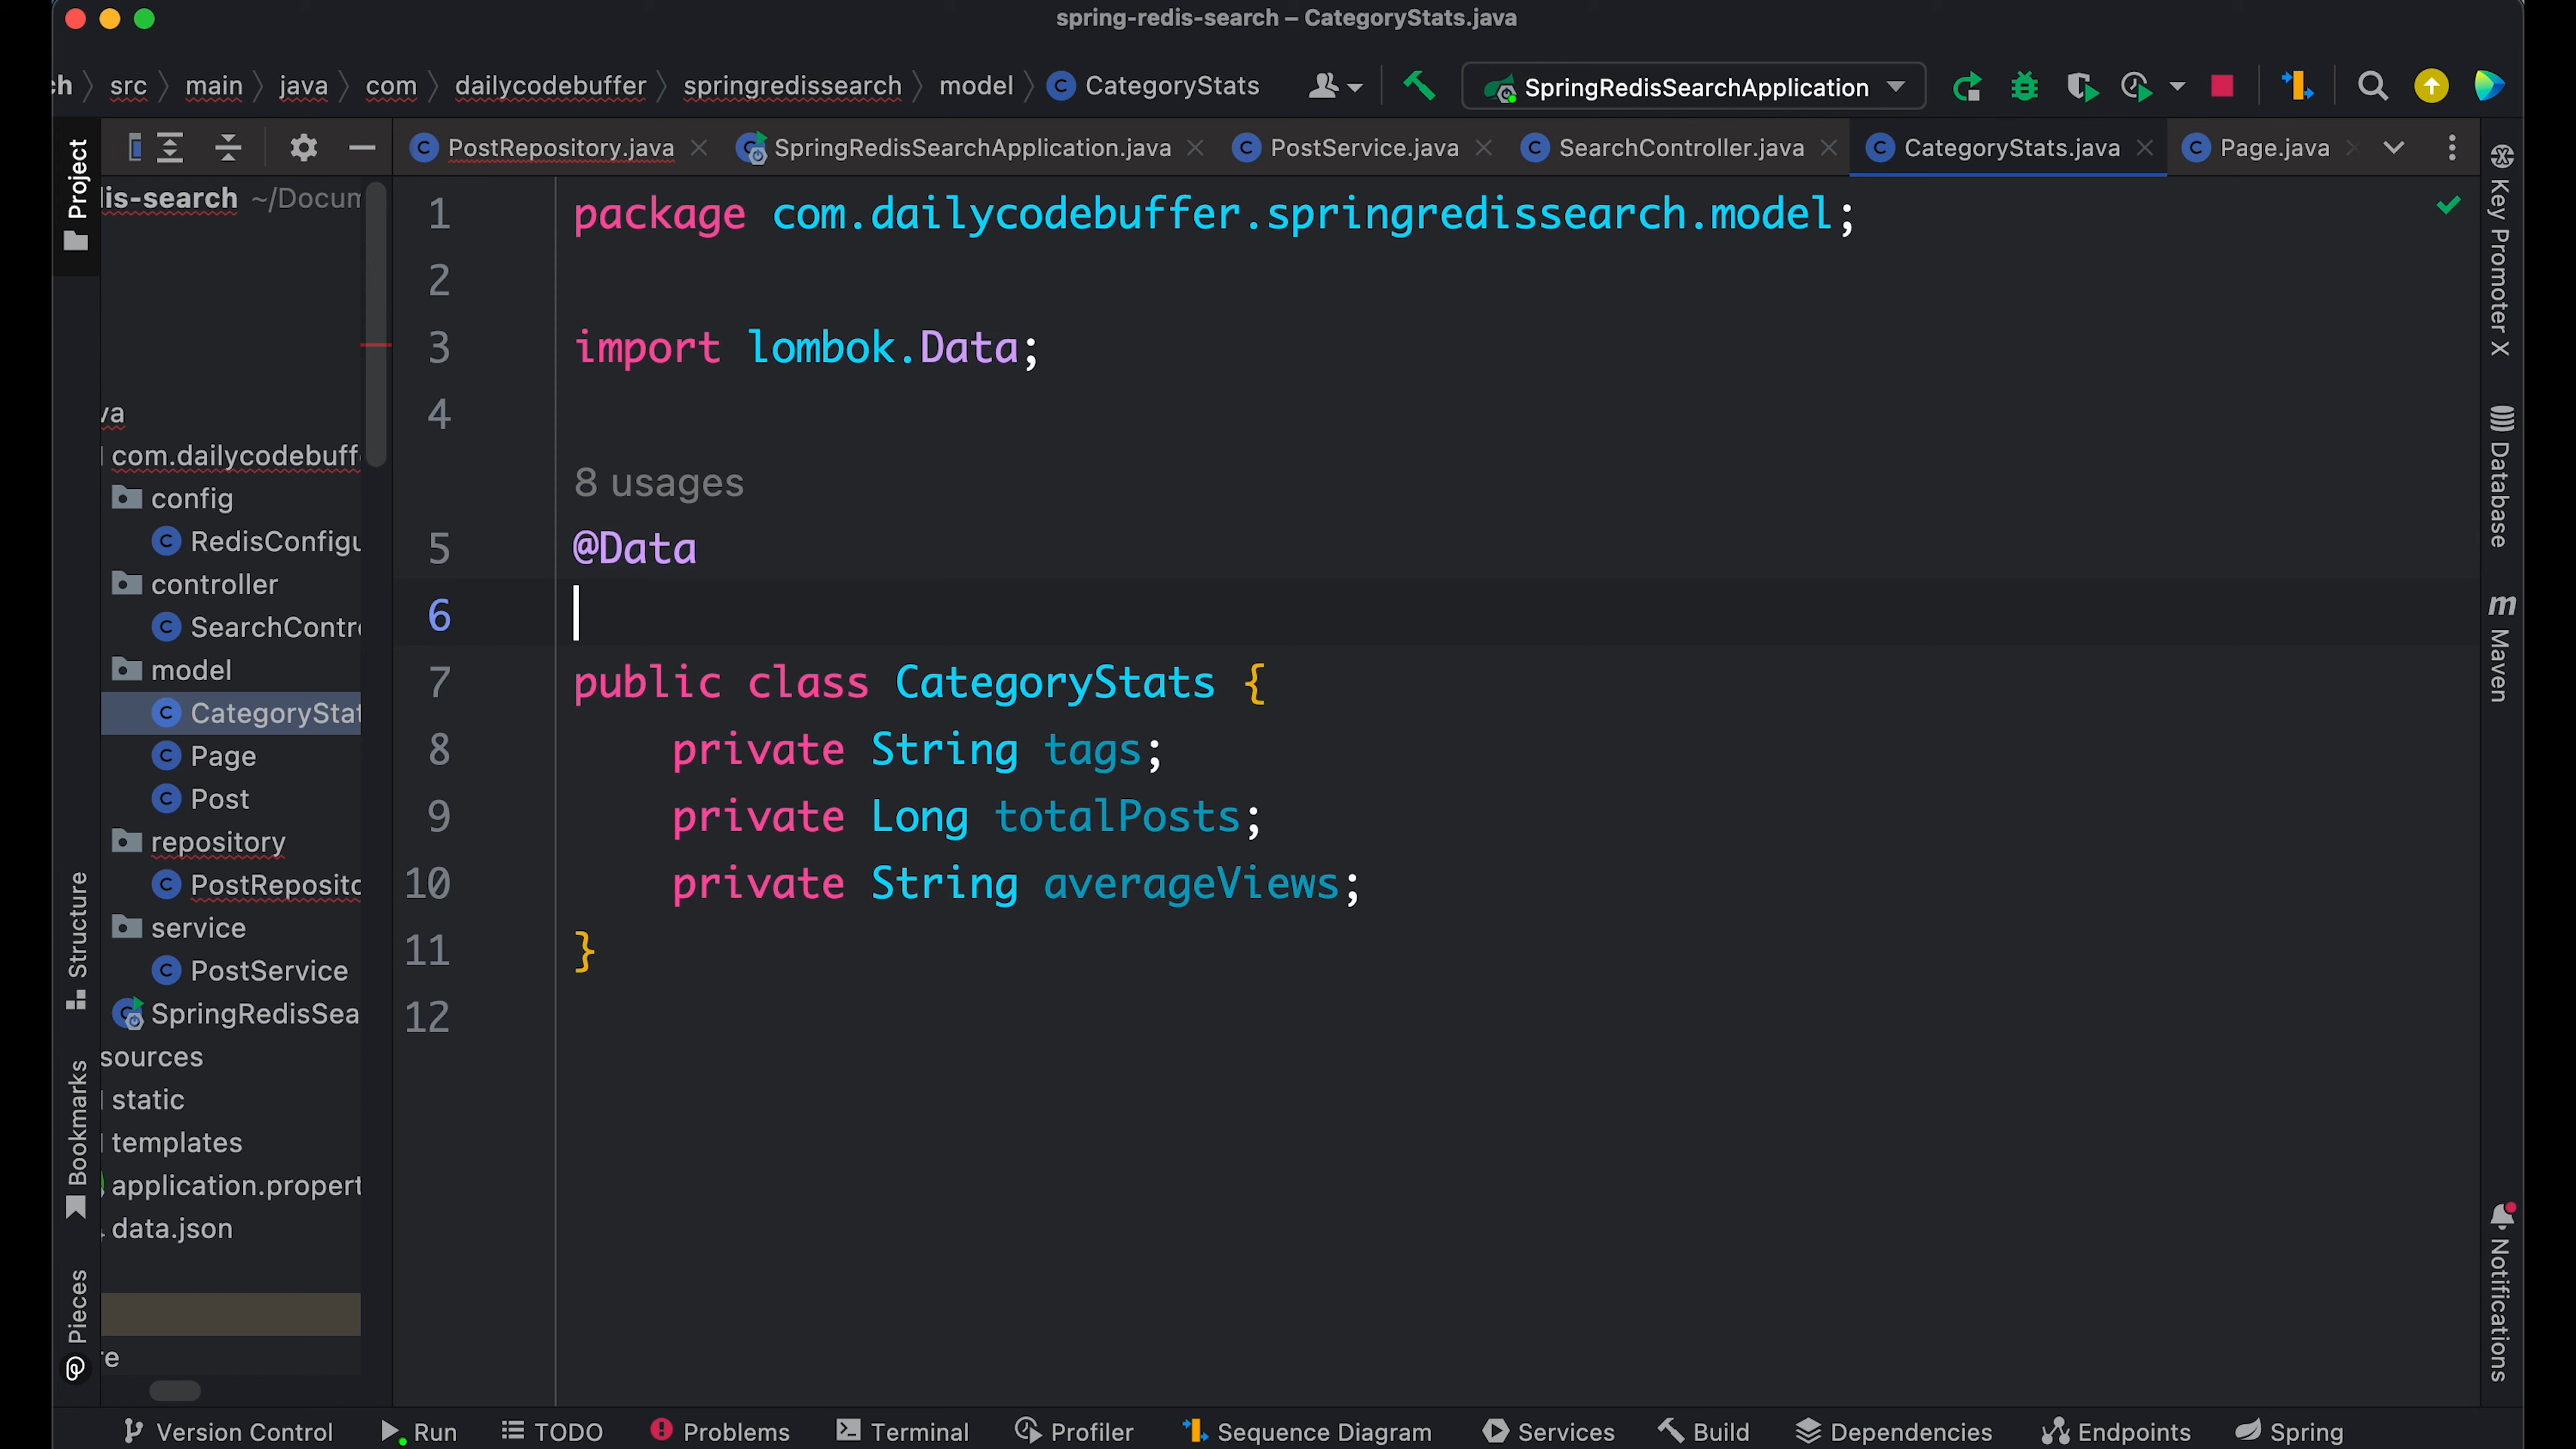 spring-redis-search – CategoryStats.java
ch src main java com dailycodebuffer springredissearch model CategoryStats SpringRedisSearchApplication
PostRepository.java SpringRedisSearchApplication.java PostService.java SearchController.java CategoryStats.java Page.java
Project
Structure
Bookmarks
Pieces
dis-search ~/Docum
va
com.dailycodebuff
config
RedisConfigu
controller
SearchContr
model
CategoryStat
Page
Post
repository
PostReposito
service
PostService
SpringRedisSea
sources
static
templates
application.propert
data.json
re
1 package com.dailycodebuffer.springredissearch.model;
2
3 import lombok.Data;
4
8 usages
5 @Data
6
7 public class CategoryStats {
8 private String tags;
9 private Long totalPosts;
10 private String averageViews;
11 }
12
Key Promoter X
Database
m Maven
Notifications
Version Control Run TODO Problems Terminal Profiler Sequence Diagram Services Build Dependencies Endpoints Spring